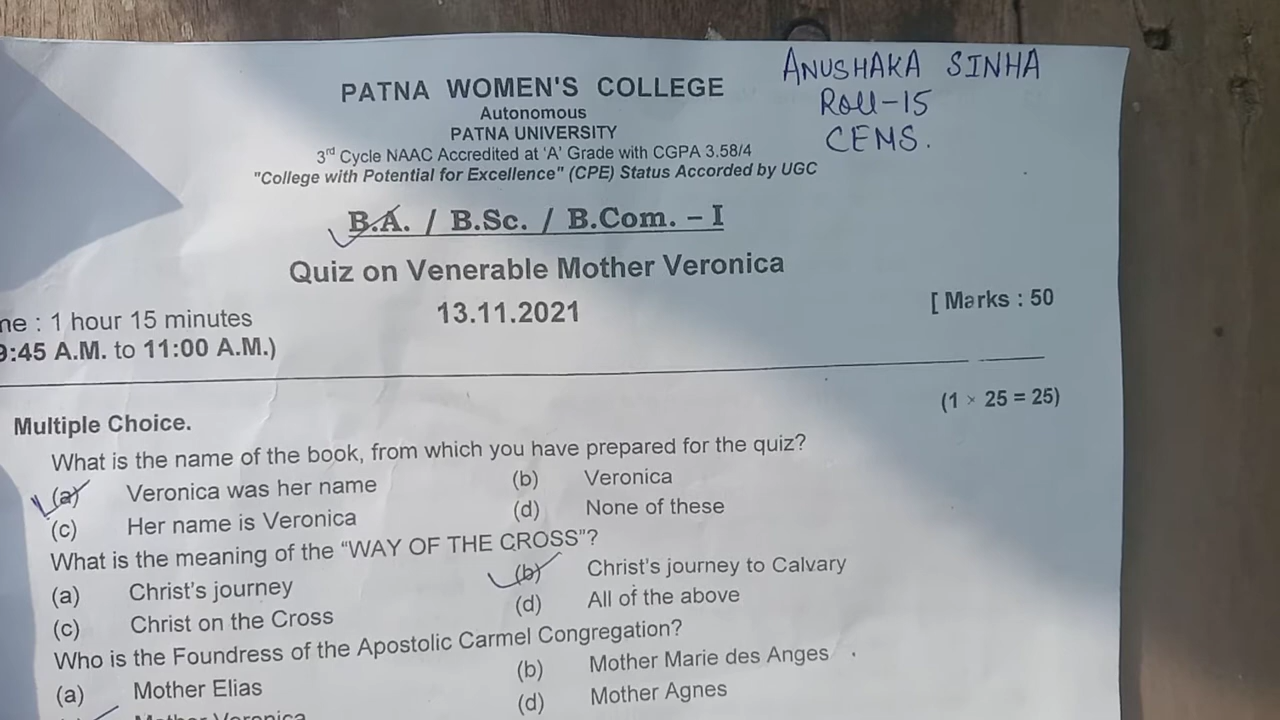 PATNA WOMEN'S COLLEGE
Autonomous
PATNA UNIVERSITY
3rd Cycle NAAC Accredited at 'A' Grade with CGPA 3.58/4
"College with Potential for Excellence" (CPE) Status Accorded by UGC
ANUSHAKA SINHA
Roll-15
CEMS.
B.A. / B.Sc. / B.Com. – I
Quiz on Venerable Mother Veronica
13.11.2021
[ Marks : 50
: 1 hour 15 minutes
:45 A.M. to 11:00 A.M.)
(1 × 25 = 25)
Multiple Choice.
What is the name of the book, from which you have prepared for the quiz?
(a) Veronica was her name (b) Veronica
(c) Her name is Veronica (d) None of these
What is the meaning of the “WAY OF THE CROSS”?
(a) Christ's journey (b) Christ's journey to Calvary
(c) Christ on the Cross (d) All of the above
Who is the Foundress of the Apostolic Carmel Congregation?
(a) Mother Elias (b) Mother Marie des Anges
Mother Veronica (d) Mother Agnes